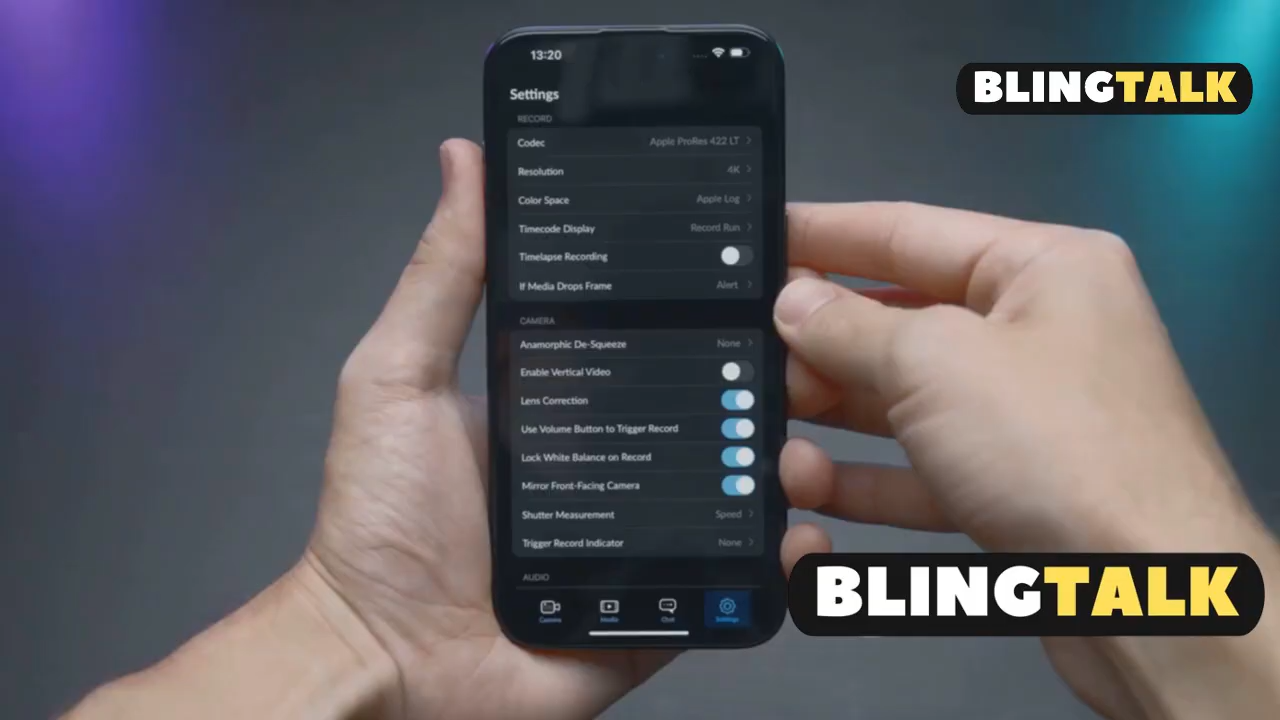 13:20
BLINGTALK
Settings
RECORD
Codec Apple ProRes 422 LT
Resolution 4K
Color Space Apple Log
Timecode Display Record Run
Timelapse Recording
If Media Drops Frame Alert
CAMERA
Anamorphic De-Squeeze None
Enable Vertical Video
Lens Correction
Use Volume Button to Trigger Record
Lock White Balance on Record
Mirror Front-Facing Camera
Shutter Measurement Speed
Trigger Record Indicator None
AUDIO
BLINGTALK
Camera Media Chat Settings